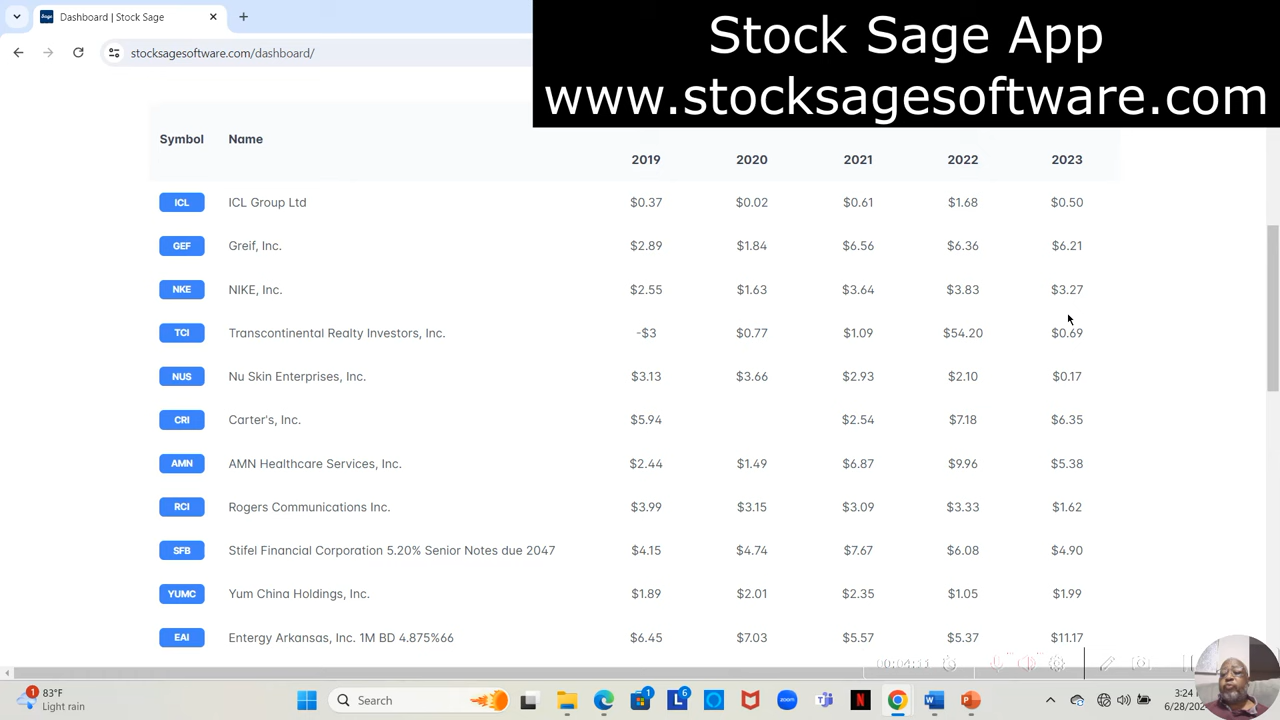 Dashboard | Stock Sage
stocksagesoftware.com/dashboard/
Stock Sage App
www.stocksagesoftware.com
Symbol Name 2019 2020 2021 2022 2023
ICL ICL Group Ltd $0.37 $0.02 $0.61 $1.68 $0.50
GEF Greif, Inc. $2.89 $1.84 $6.56 $6.36 $6.21
NKE NIKE, Inc. $2.55 $1.63 $3.64 $3.83 $3.27
TCI Transcontinental Realty Investors, Inc. -$3 $0.77 $1.09 $54.20 $0.69
NUS Nu Skin Enterprises, Inc. $3.13 $3.66 $2.93 $2.10 $0.17
CRI Carter's, Inc. $5.94 $2.54 $7.18 $6.35
AMN AMN Healthcare Services, Inc. $2.44 $1.49 $6.87 $9.96 $5.38
RCI Rogers Communications Inc. $3.99 $3.15 $3.09 $3.33 $1.62
SFB Stifel Financial Corporation 5.20% Senior Notes due 2047 $4.15 $4.74 $7.67 $6.08 $4.90
YUMC Yum China Holdings, Inc. $1.89 $2.01 $2.35 $1.05 $1.99
EAI Entergy Arkansas, Inc. 1M BD 4.875%66 $6.45 $7.03 $5.57 $5.37 $11.17
1 83°F
Light rain
Search
1
6
zoom
3:24
6/28/20